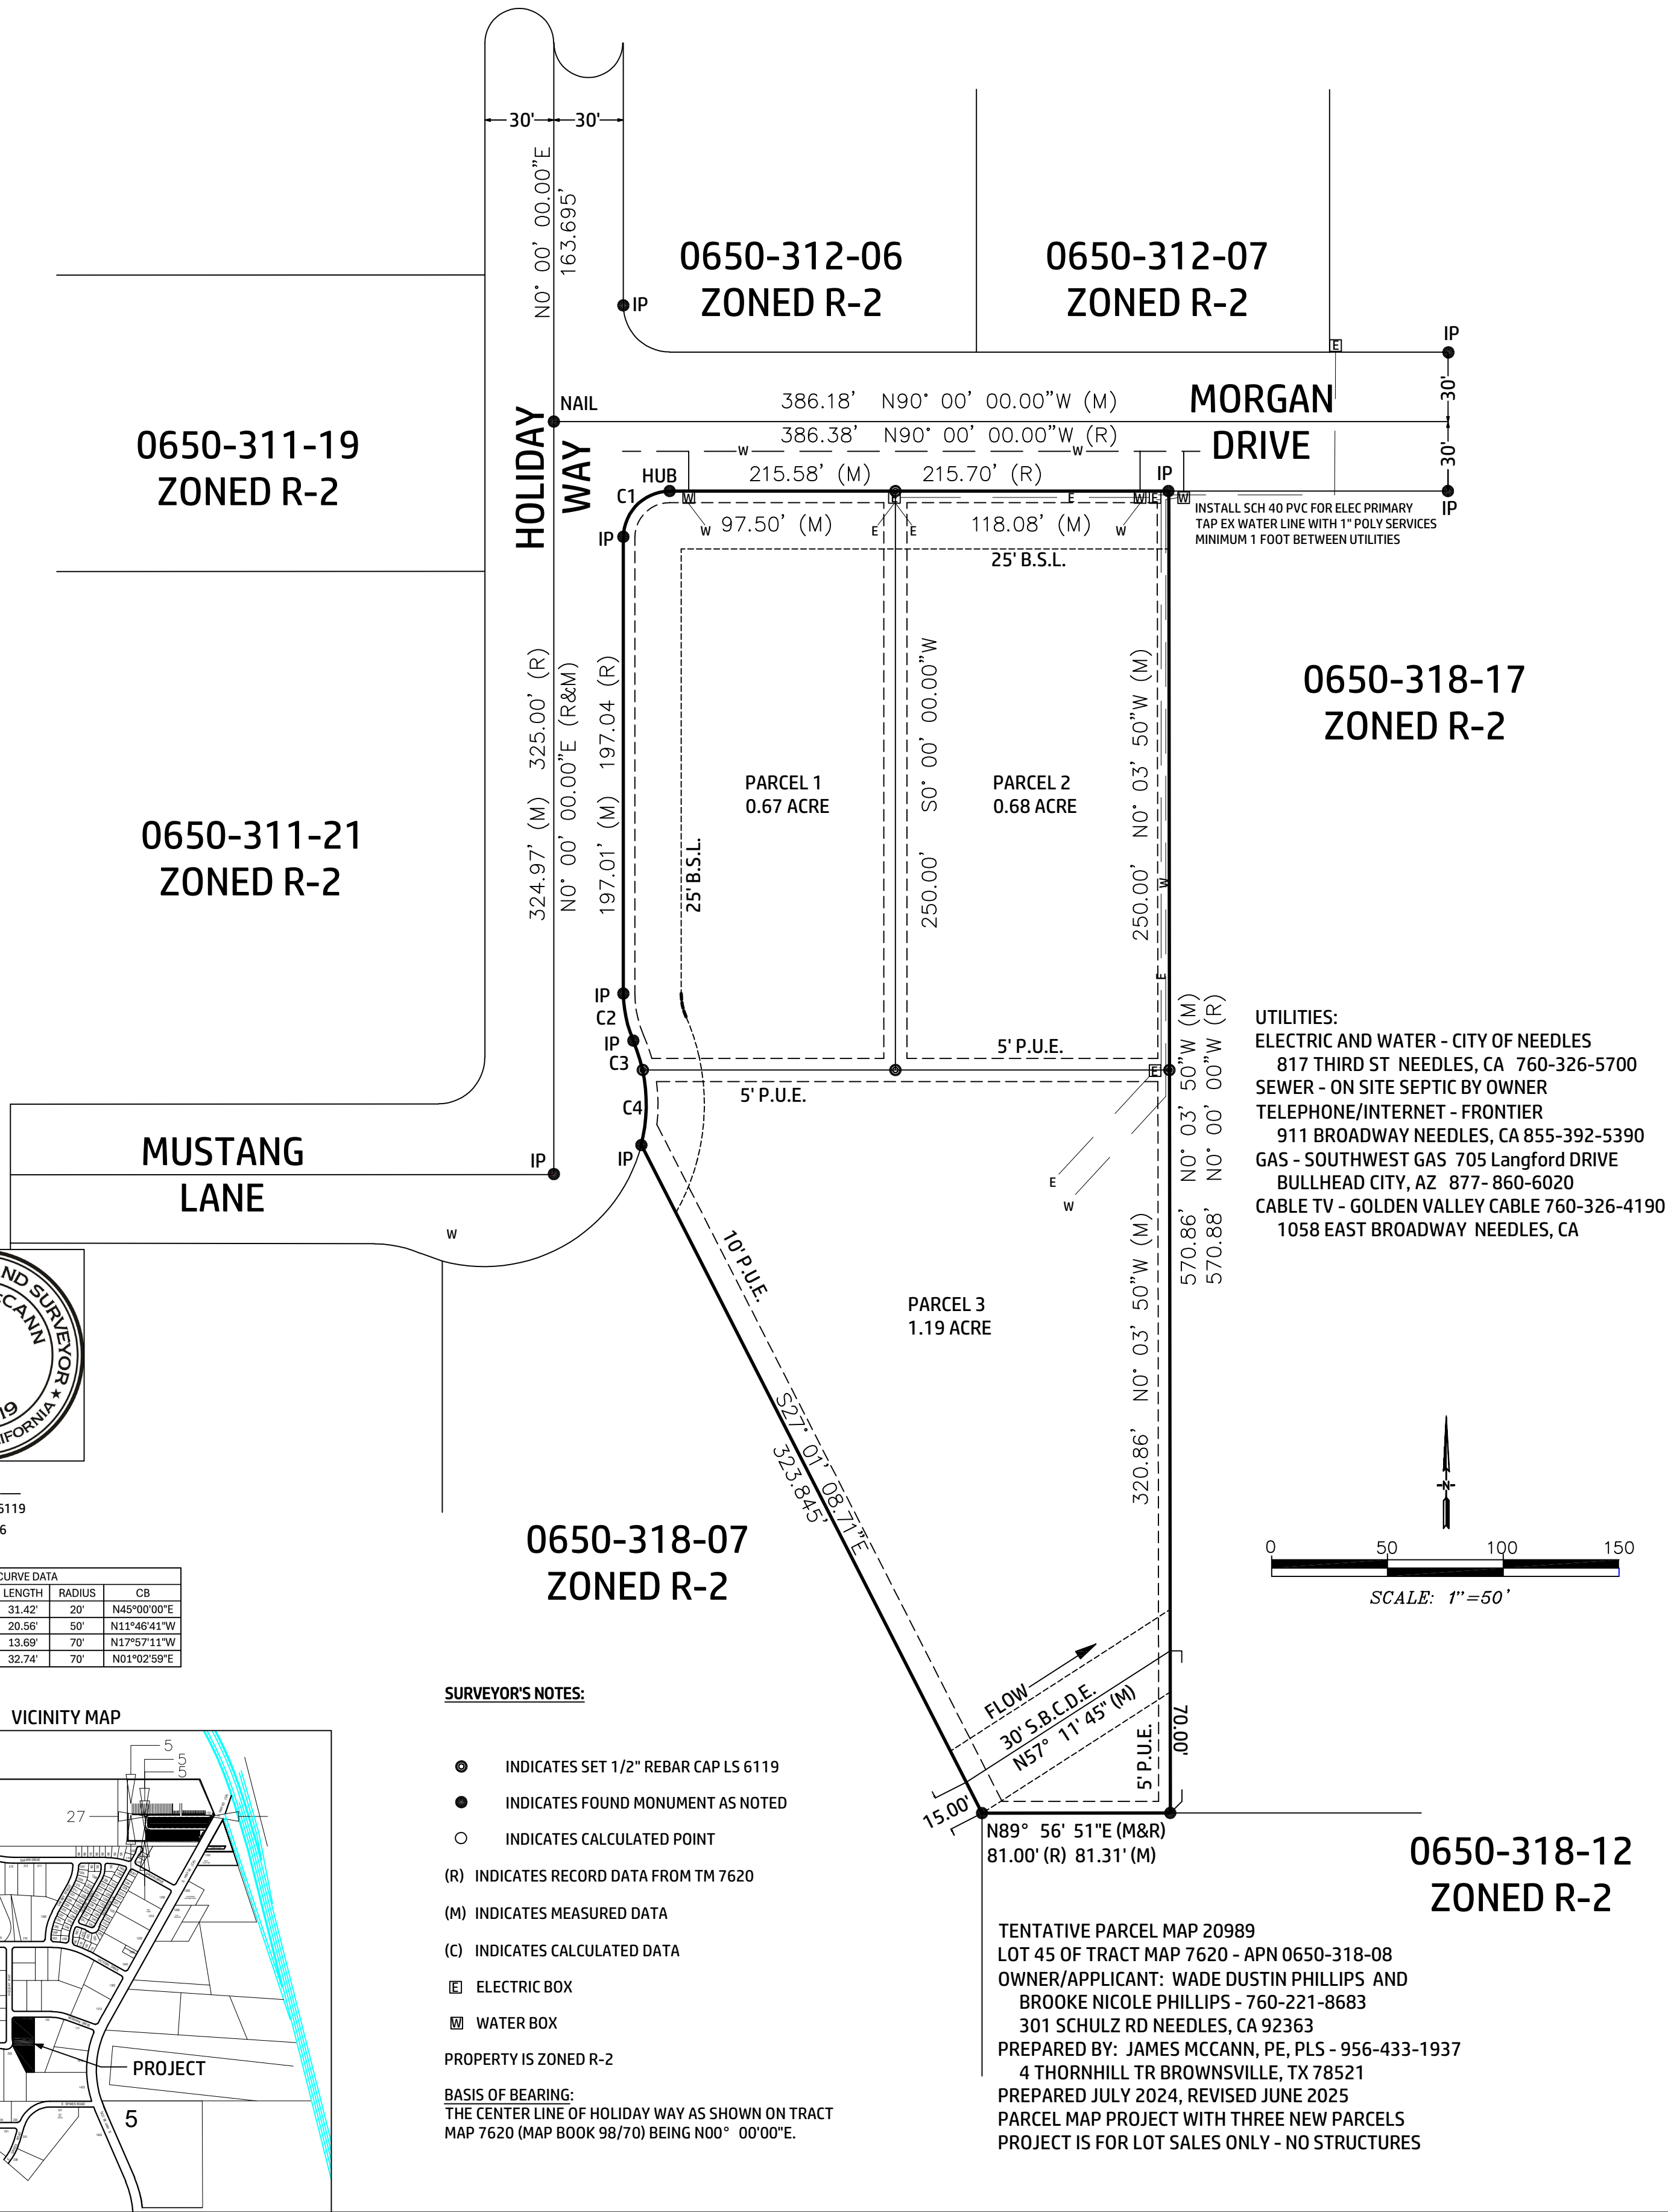 30'
30'
N0° 00' 00.00"E
163.695'
0650-312-06
ZONED R-2
0650-312-07
ZONED R-2
IP
IP
E
30'
30'
MORGAN
DRIVE
NAIL
386.18' N90° 00' 00.00"W (M)
386.38' N90° 00' 00.00"W (R)
W
W
0650-311-19
ZONED R-2
HOLIDAY
WAY
HUB
215.58' (M) 215.70' (R)
IP
C1
W
E
E
W
E
W
IP
INSTALL SCH 40 PVC FOR ELEC PRIMARY
TAP EX WATER LINE WITH 1" POLY SERVICES
MINIMUM 1 FOOT BETWEEN UTILITIES
IP
W
97.50' (M)
E
E
118.08' (M)
W
25' B.S.L.
324.97' (M) 325.00' (R)
N0° 00' 00.00"E (R&M)
197.01' (M) 197.04 (R)
25' B.S.L.
PARCEL 1
0.67 ACRE
250.00' S0° 00' 00.00"W
PARCEL 2
0.68 ACRE
250.00' N0° 03' 50"W (M)
W
E
0650-318-17
ZONED R-2
0650-311-21
ZONED R-2
IP
C2
IP
C3
5' P.U.E.
E
5' P.U.E.
C4
IP
IP
MUSTANG
LANE
W
E
W
570.86' N0° 03' 50"W (M)
570.88' N0° 00' 00"W (R)
UTILITIES:
ELECTRIC AND WATER - CITY OF NEEDLES
817 THIRD ST NEEDLES, CA 760-326-5700
SEWER - ON SITE SEPTIC BY OWNER
TELEPHONE/INTERNET - FRONTIER
911 BROADWAY NEEDLES, CA 855-392-5390
GAS - SOUTHWEST GAS 705 Langford DRIVE
BULLHEAD CITY, AZ 877- 860-6020
CABLE TV - GOLDEN VALLEY CABLE 760-326-4190
1058 EAST BROADWAY NEEDLES, CA
10' P.U.E.
PARCEL 3
1.19 ACRE
320.86' N0° 03' 50"W (M)
S27° 01' 08.71"E
323.845'
AND SURVEYOR
CCANN
19
IFORNIA ★
6119
6
0650-318-07
ZONED R-2
-N-
0 50 100 150
SCALE: 1"=50'
CURVE DATA
LENGTH RADIUS CB
31.42' 20' N45°00'00"E
20.56' 50' N11°46'41"W
13.69' 70' N17°57'11"W
32.74' 70' N01°02'59"E
FLOW
30' S.B.C.D.E.
N57° 11' 45" (M)
5' P.U.E.
70.00'
15.00'
N89° 56' 51"E (M&R)
81.00' (R) 81.31' (M)
0650-318-12
ZONED R-2
VICINITY MAP
5
5
5
27
PROJECT
5
SURVEYOR'S NOTES:
INDICATES SET 1/2" REBAR CAP LS 6119
INDICATES FOUND MONUMENT AS NOTED
INDICATES CALCULATED POINT
(R) INDICATES RECORD DATA FROM TM 7620
(M) INDICATES MEASURED DATA
(C) INDICATES CALCULATED DATA
E ELECTRIC BOX
W WATER BOX
PROPERTY IS ZONED R-2
BASIS OF BEARING:
THE CENTER LINE OF HOLIDAY WAY AS SHOWN ON TRACT
MAP 7620 (MAP BOOK 98/70) BEING N00° 00'00"E.
TENTATIVE PARCEL MAP 20989
LOT 45 OF TRACT MAP 7620 - APN 0650-318-08
OWNER/APPLICANT: WADE DUSTIN PHILLIPS AND
BROOKE NICOLE PHILLIPS - 760-221-8683
301 SCHULZ RD NEEDLES, CA 92363
PREPARED BY: JAMES MCCANN, PE, PLS - 956-433-1937
4 THORNHILL TR BROWNSVILLE, TX 78521
PREPARED JULY 2024, REVISED JUNE 2025
PARCEL MAP PROJECT WITH THREE NEW PARCELS
PROJECT IS FOR LOT SALES ONLY - NO STRUCTURES